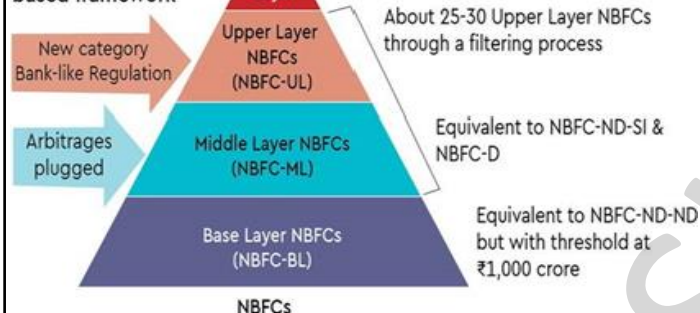 based framework
Upper Layer
NBFCs
(NBFC-UL)
New category
Bank-like Regulation
About 25-30 Upper Layer NBFCs
through a filtering process
Arbitrages
plugged
Middle Layer NBFCs
(NBFC-ML)
Equivalent to NBFC-ND-SI &
NBFC-D
Base Layer NBFCs
(NBFC-BL)
Equivalent to NBFC-ND-ND
but with threshold at
₹1,000 crore
NBFCs